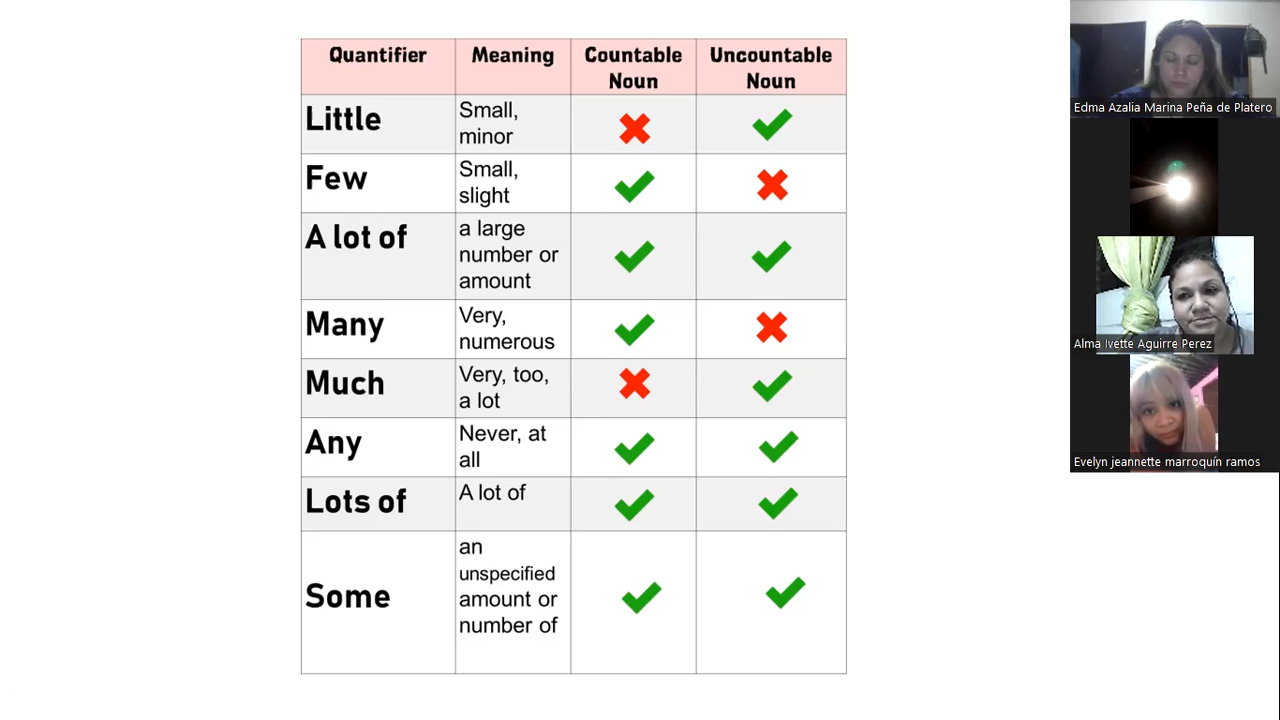 Quantifier
Meaning
Countable
Noun
Uncountable
Noun
Little
Small,
minor
Few
Small,
slight
A lot of
a large
number or
amount
Many
Very,
numerous
Much
Very, too,
a lot
Any
Never, at
all
Lots of
A lot of
Some
an
unspecified
amount or
number of
Edma Azalia Marina Peña de Platero
Alma Ivette Aguirre Perez
Evelyn jeannette marroquín ramos